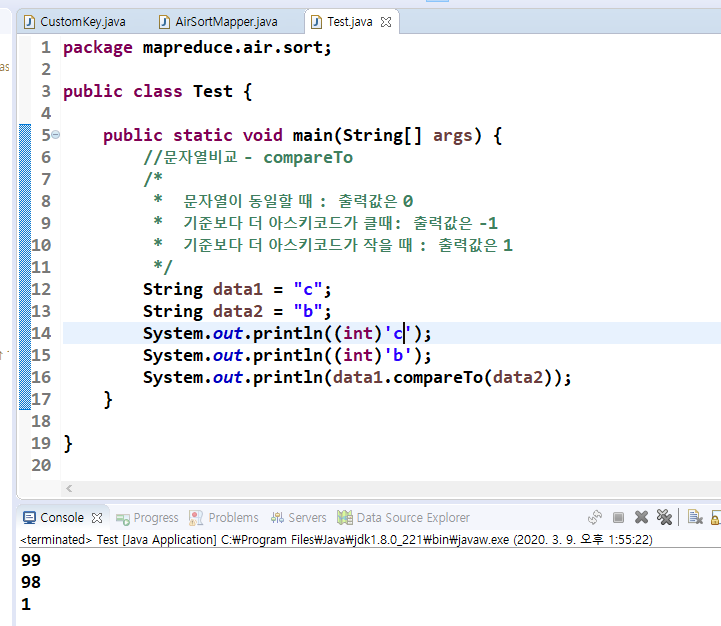 CustomKey.java AirSortMapper.java Test.java
as
1 package mapreduce.air.sort;
2
3 public class Test {
4
5 public static void main(String[] args) {
6 //문자열비교 - compareTo
7 /*
8 * 문자열이 동일할 때 : 출력값은 0
9 * 기준보다 더 아스키코드가 클때: 출력값은 -1
10 * 기준보다 더 아스키코드가 작을 때 : 출력값은 1
11 */
12 String data1 = "c";
13 String data2 = "b";
14 System.out.println((int)'c');
15 System.out.println((int)'b');
16 System.out.println(data1.compareTo(data2));
17 }
18
19 }
20
Console Progress Problems Servers Data Source Explorer
<terminated> Test [Java Application] C:₩Program Files₩Java₩jdk1.8.0_221₩bin₩javaw.exe (2020. 3. 9. 오후 1:55:22)
99
98
1